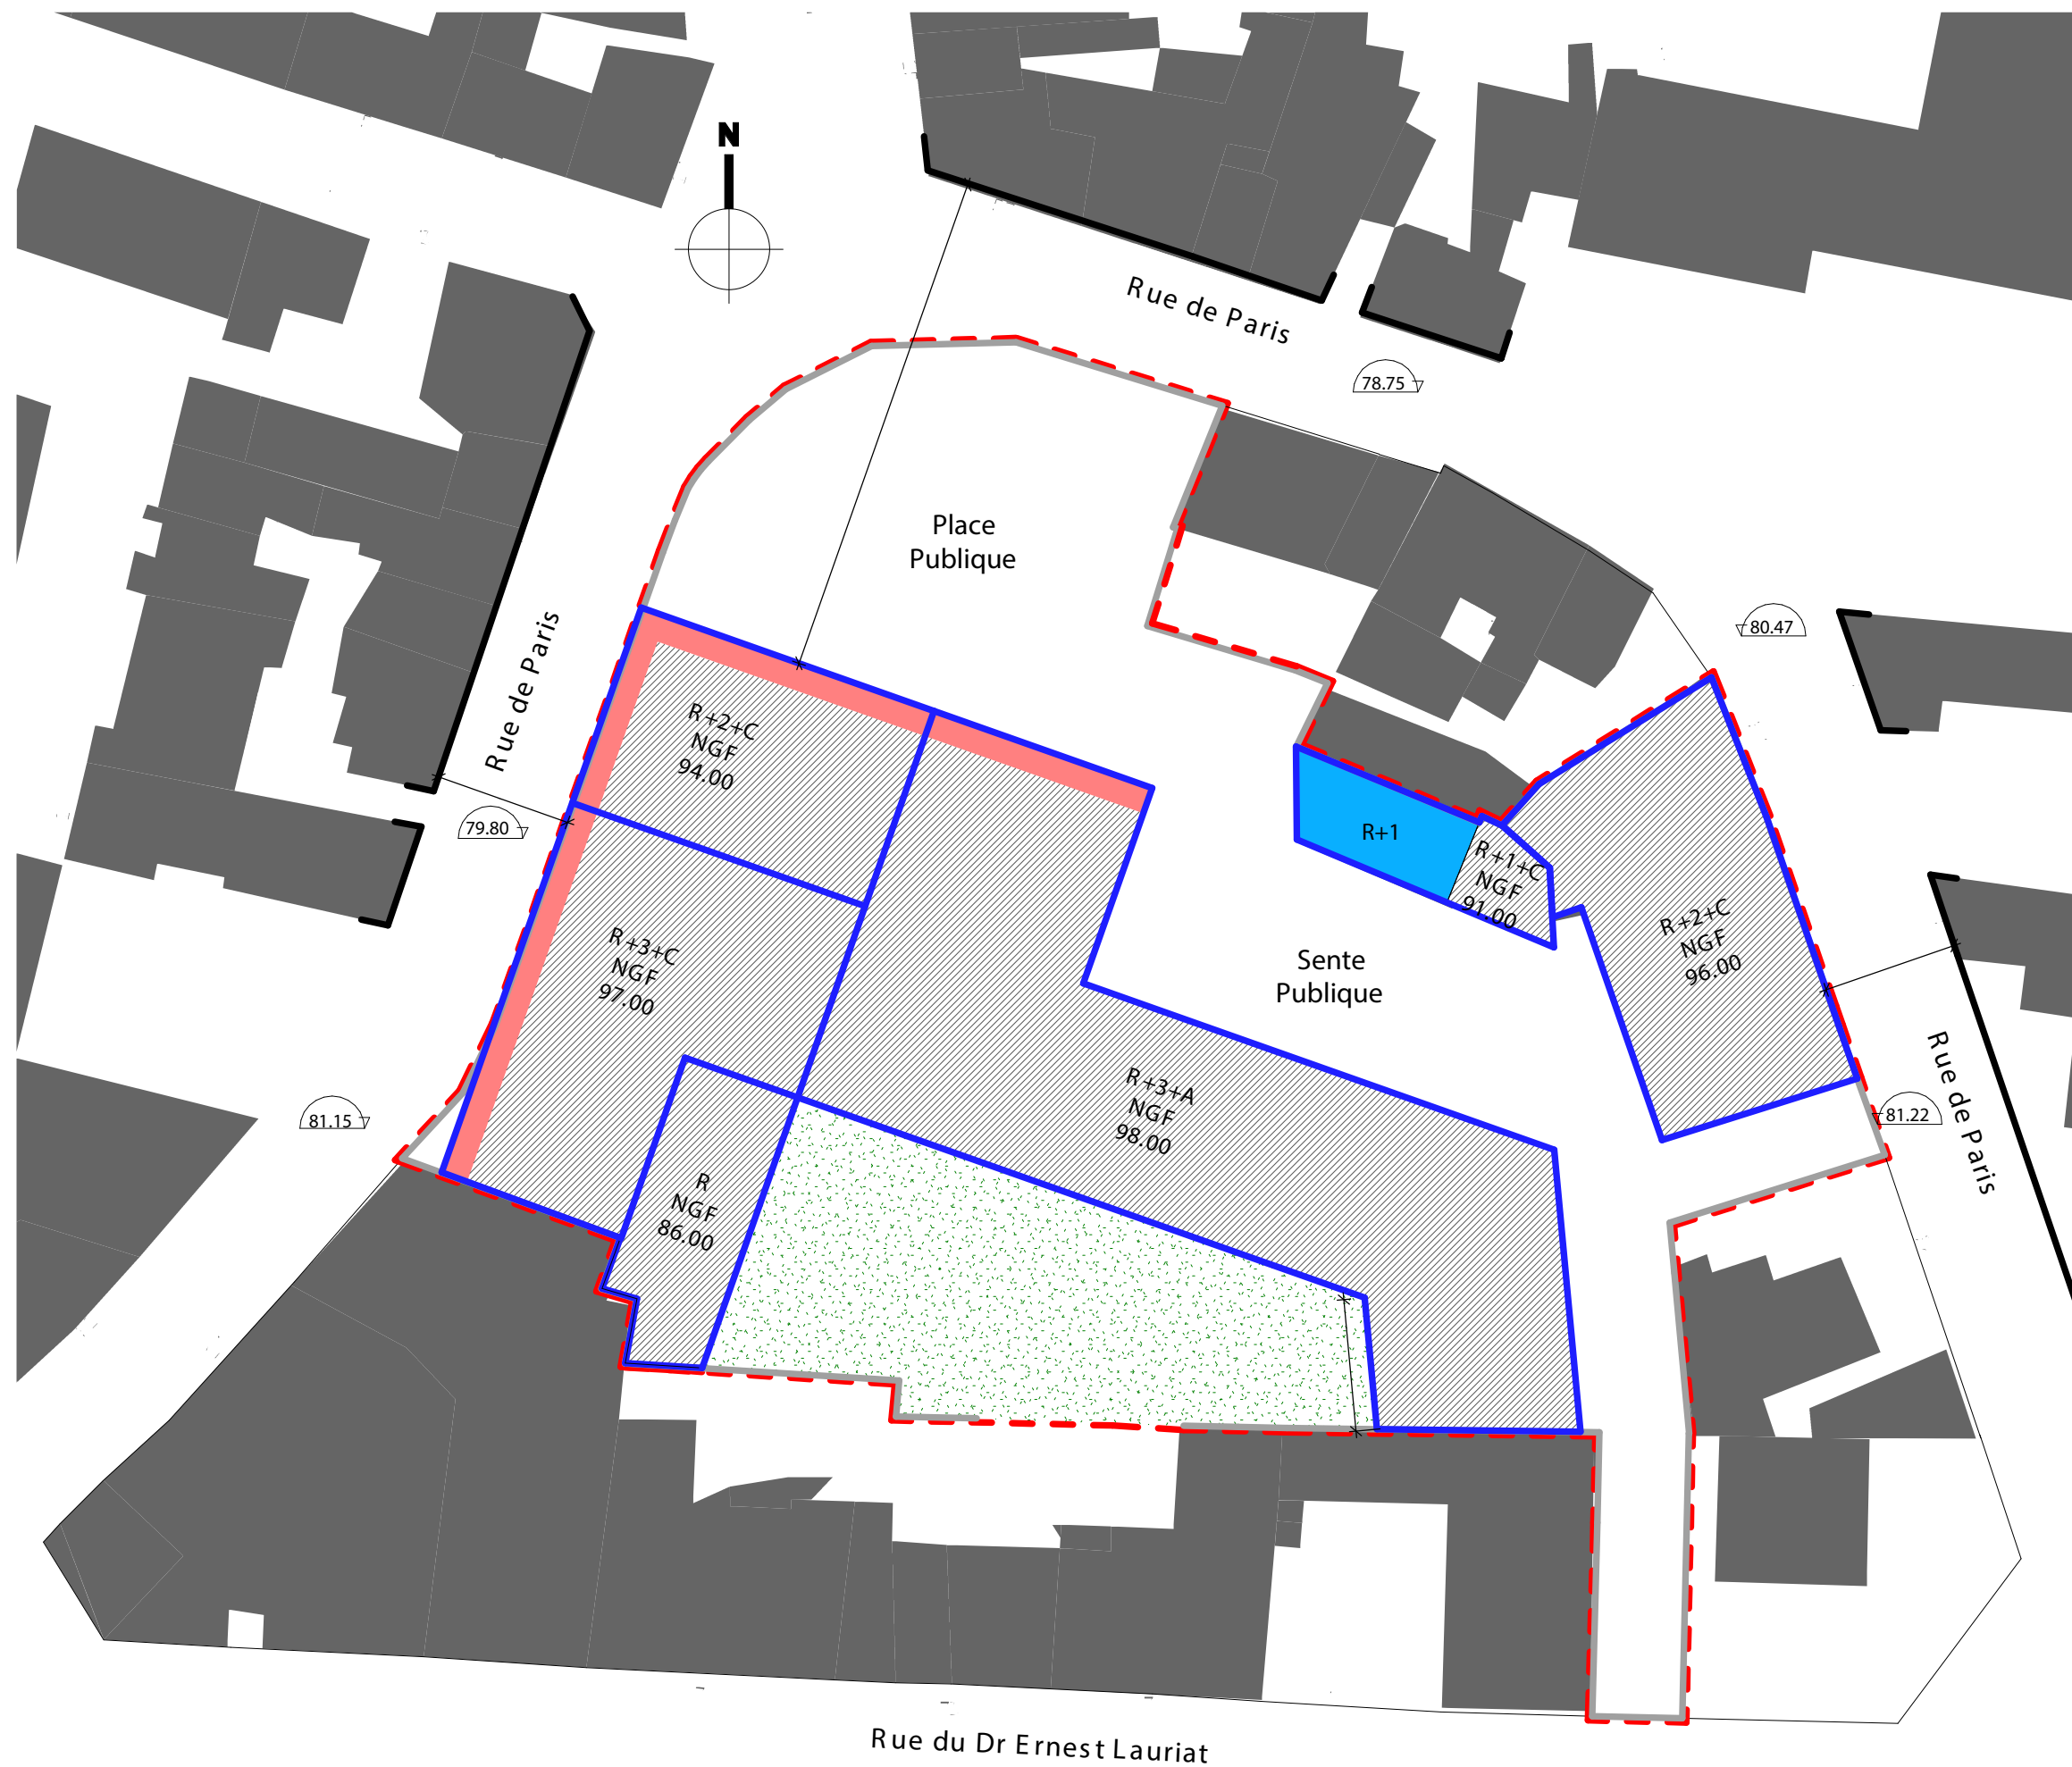 N
Rue de Paris
78.75
Place
Publique
80.47
Rue de Paris
R+2+C
NGF
94.00
79.80
R+1
R+1+C
NGF
91.00
R+2+C
NGF
96.00
R+3+C
NGF
97.00
Sente
Publique
R+3+A
NGF
98.00
81.15
81.22
Rue de Paris
R
NGF
86.00
Rue du Dr Ernest Lauriat